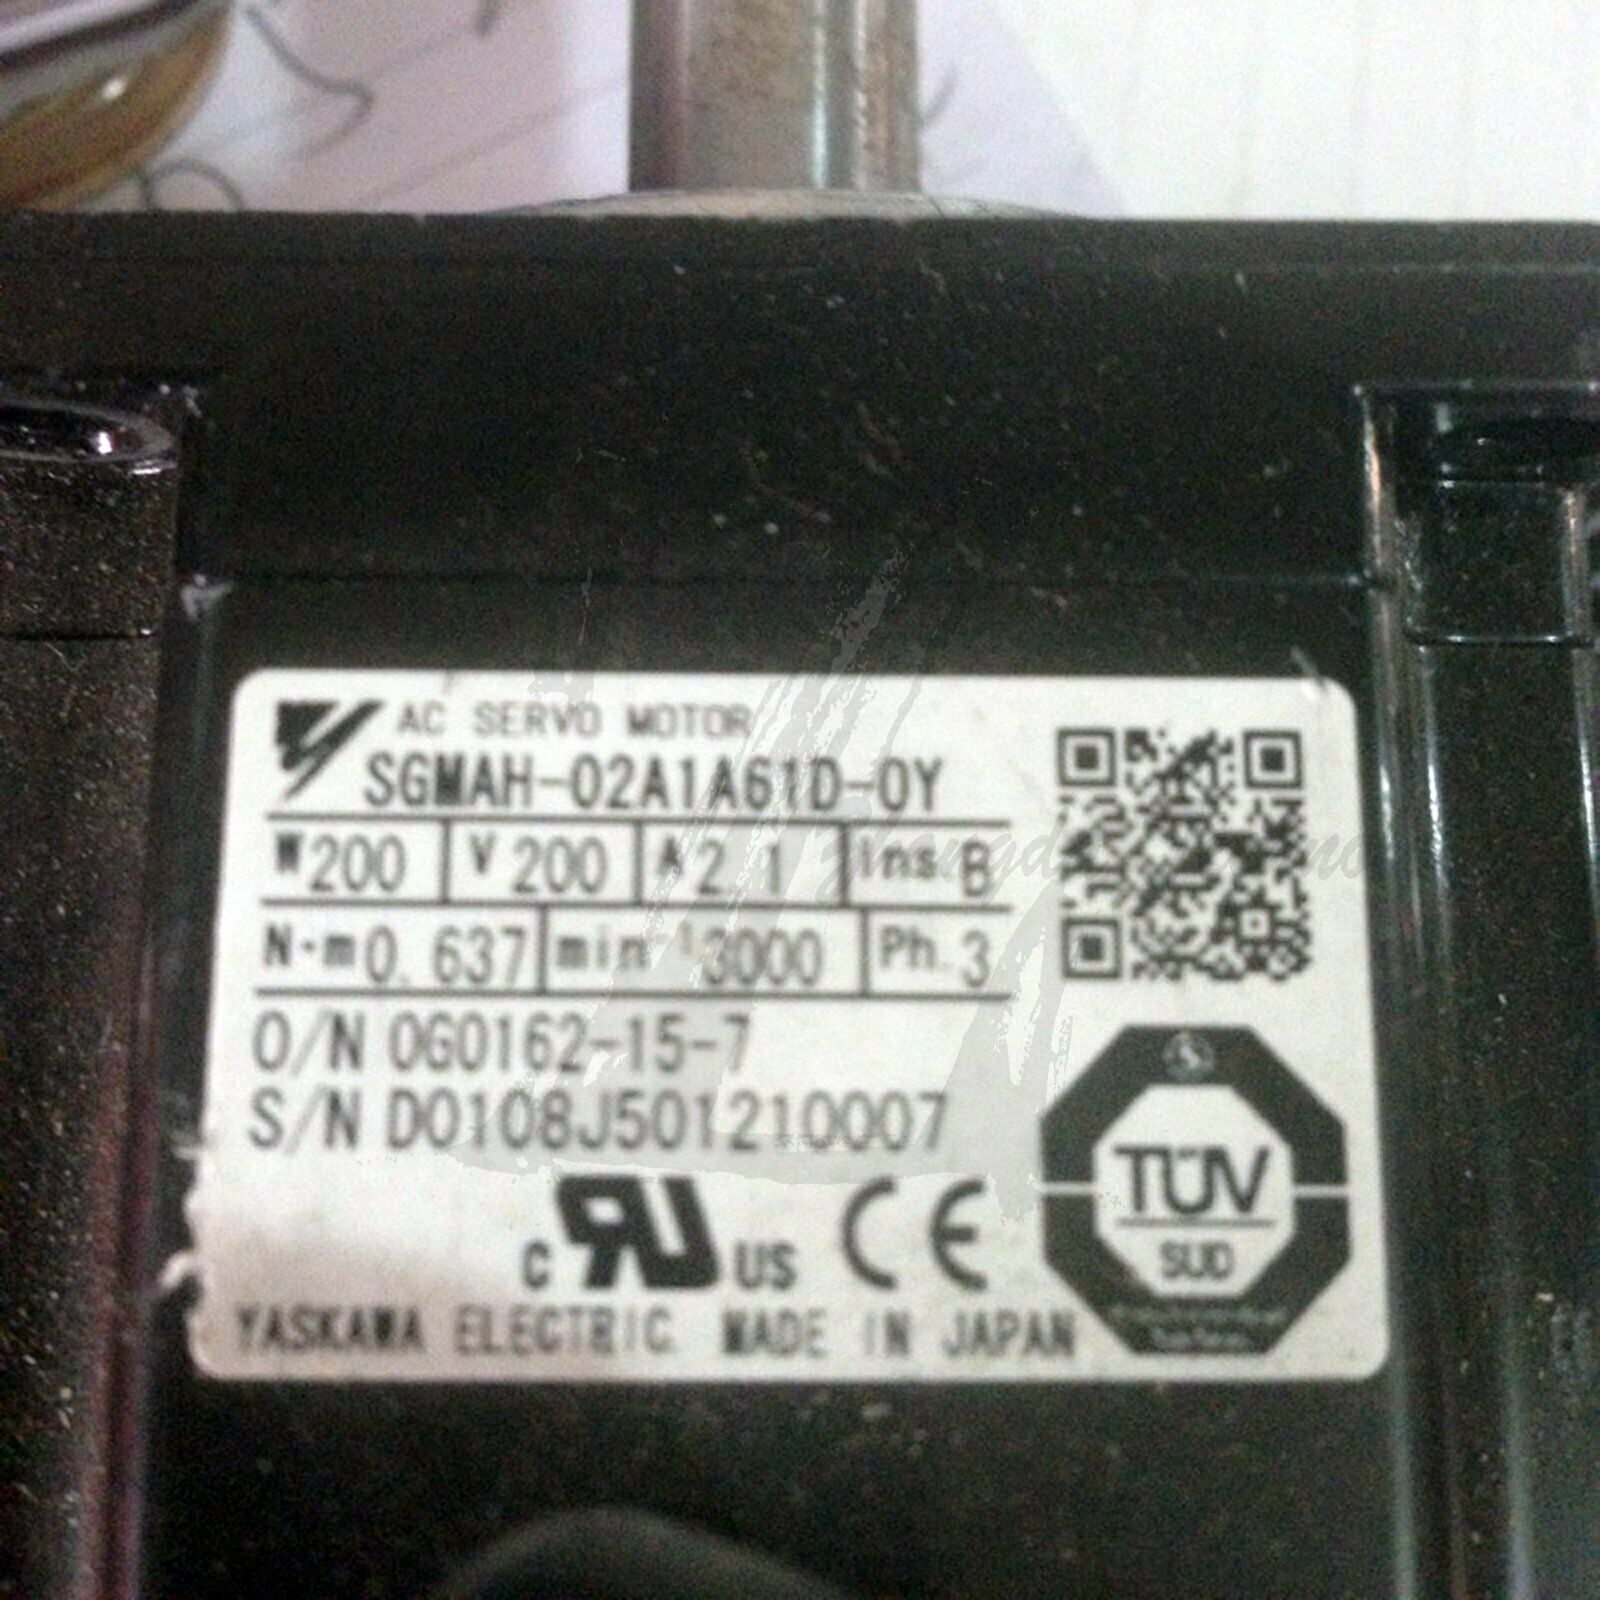 AC SERVO MOTOR
SGMAH-02A1A61D-0Y
W 200 V 200 A 2.1 Ins. B
N·m 0.637 min⁻¹ 3000 Ph. 3
O/N 0G0162-15-7
S/N D0108J501210007
C RU US CE
TÜV
SUD
YASKAWA ELECTRIC MADE IN JAPAN